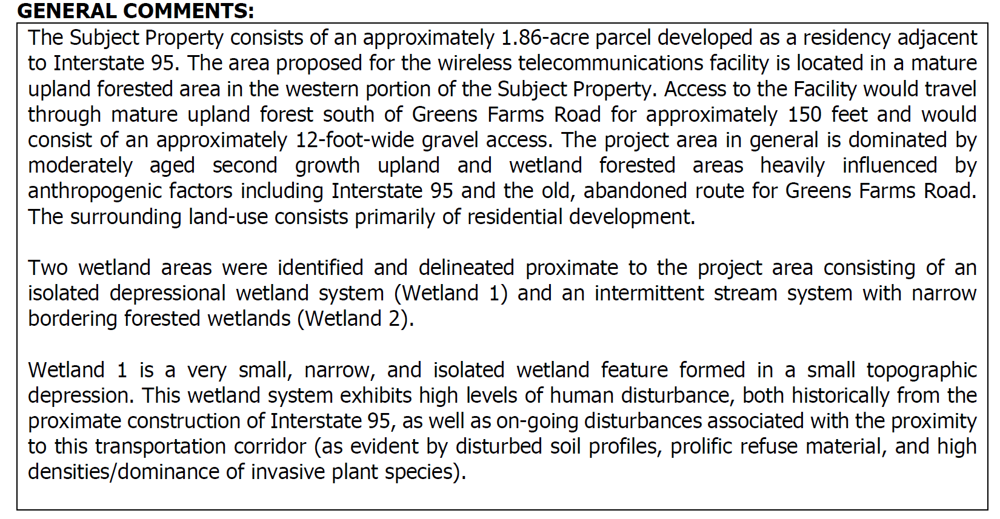 GENERAL COMMENTS:
The Subject Property consists of an approximately 1.86-acre parcel developed as a residency adjacent
to Interstate 95. The area proposed for the wireless telecommunications facility is located in a mature
upland forested area in the western portion of the Subject Property. Access to the Facility would travel
through mature upland forest south of Greens Farms Road for approximately 150 feet and would
consist of an approximately 12-foot-wide gravel access. The project area in general is dominated by
moderately aged second growth upland and wetland forested areas heavily influenced by
anthropogenic factors including Interstate 95 and the old, abandoned route for Greens Farms Road.
The surrounding land-use consists primarily of residential development.
Two wetland areas were identified and delineated proximate to the project area consisting of an
isolated depressional wetland system (Wetland 1) and an intermittent stream system with narrow
bordering forested wetlands (Wetland 2).
Wetland 1 is a very small, narrow, and isolated wetland feature formed in a small topographic
depression. This wetland system exhibits high levels of human disturbance, both historically from the
proximate construction of Interstate 95, as well as on-going disturbances associated with the proximity
to this transportation corridor (as evident by disturbed soil profiles, prolific refuse material, and high
densities/dominance of invasive plant species).